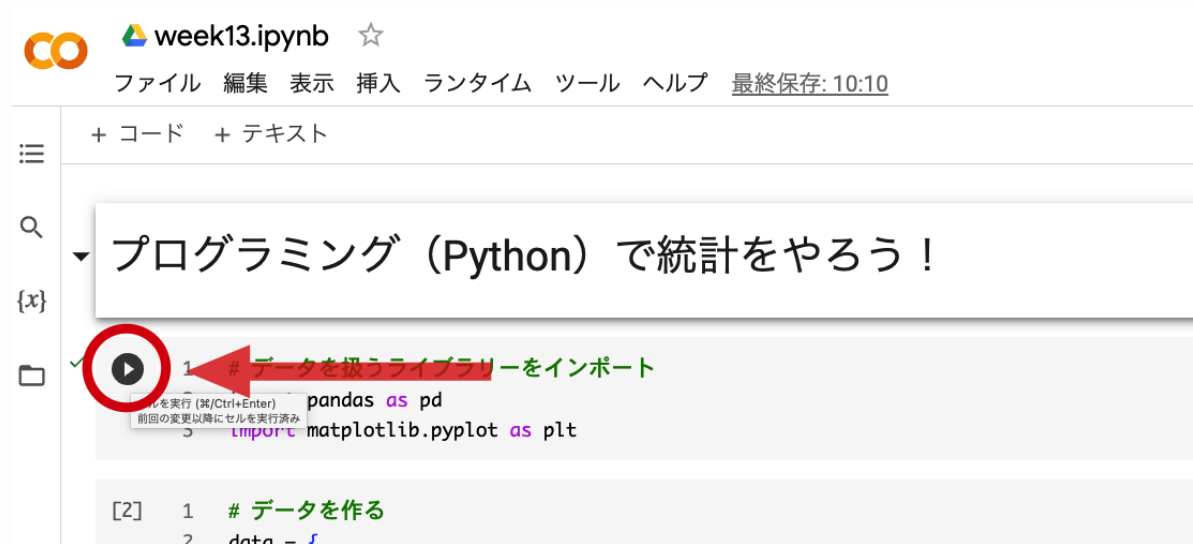 week13.ipynb
ファイル 編集 表示 挿入 ランタイム ツール ヘルプ 最終保存: 10:10
+ コード + テキスト
プログラミング（Python）で統計をやろう！
{x}
1 # データを扱うライブラリーをインポート
pandas as pd
セルを実行 (⌘/Ctrl+Enter)
前回の変更以降にセルを実行済み
3 import matplotlib.pyplot as plt
[2] 1 # データを作る
2 data = {